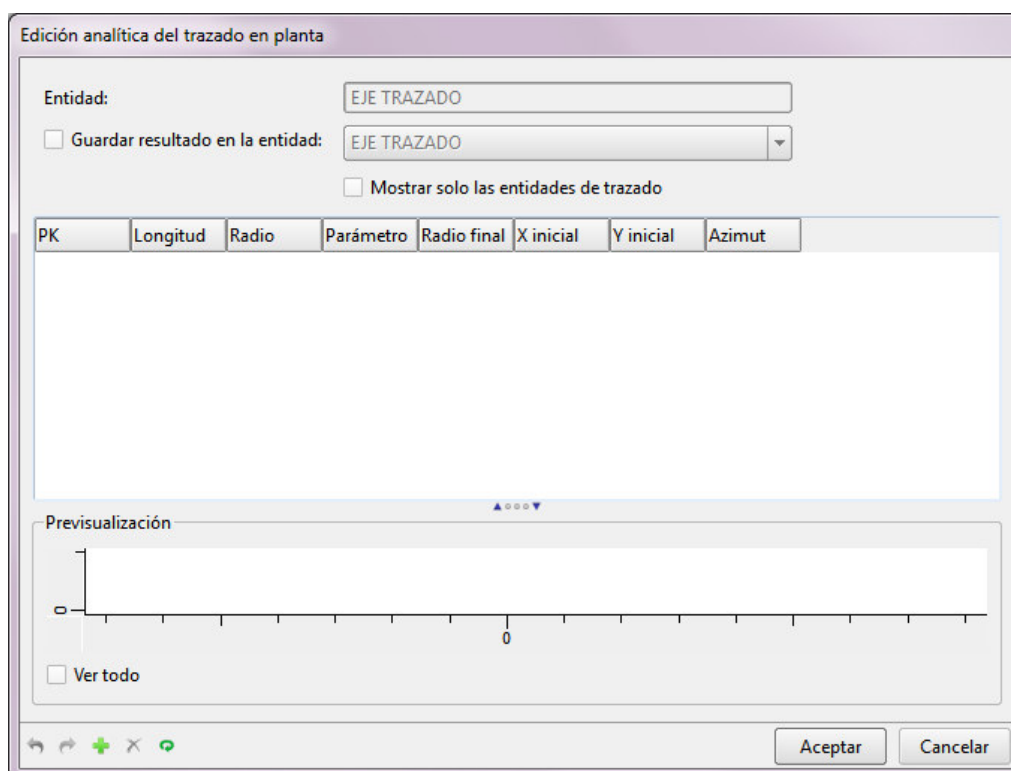 Edición analítica del trazado en planta
Entidad: EJE TRAZADO
Guardar resultado en la entidad: EJE TRAZADO
Mostrar solo las entidades de trazado
PK Longitud Radio Parámetro Radio final X inicial Y inicial Azimut
Previsualización
0
0
Ver todo
Aceptar Cancelar